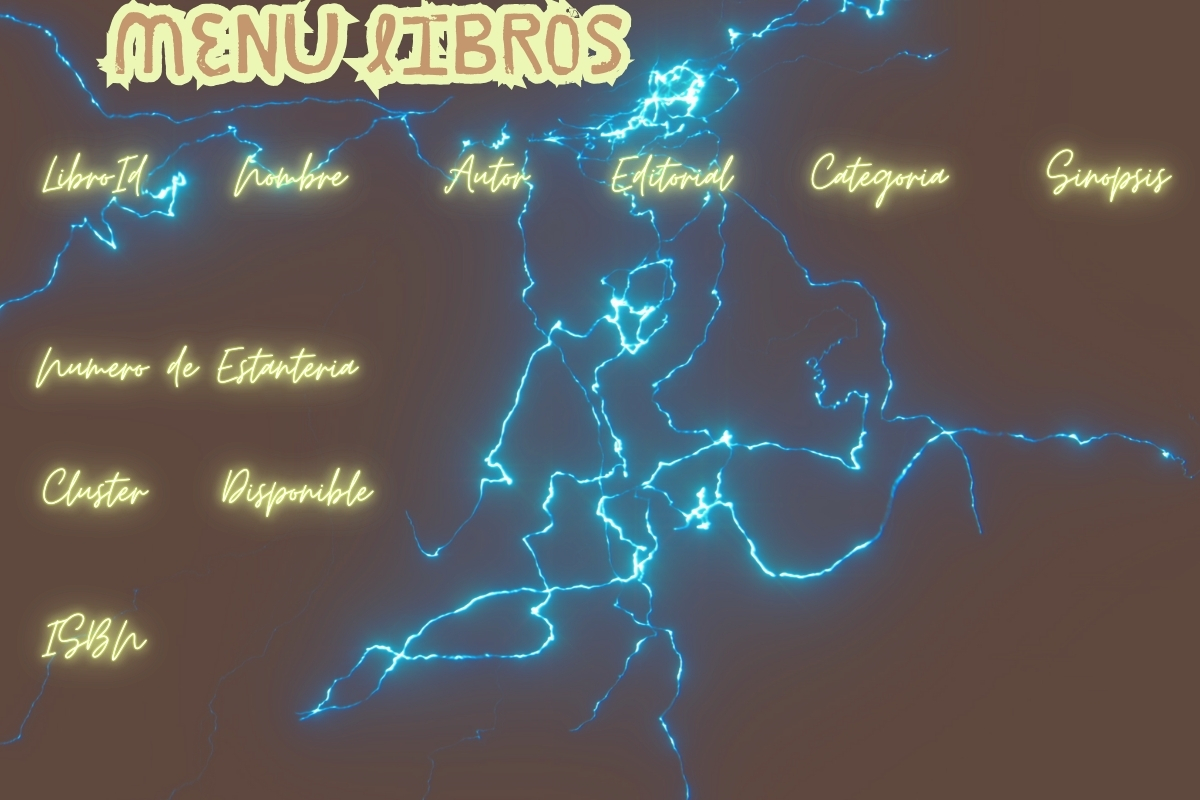 MENU LIBROS
LibroId Nombre Autor Editorial Categoria Sinopsis
Numero de Estanteria
Cluster Disponible
ISBN